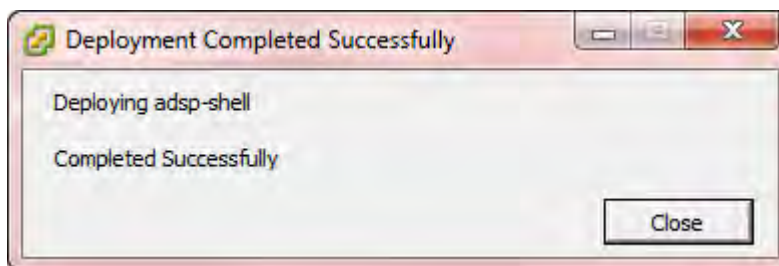 Deployment Completed Successfully
Deploying adsp-shell
Completed Successfully
Close